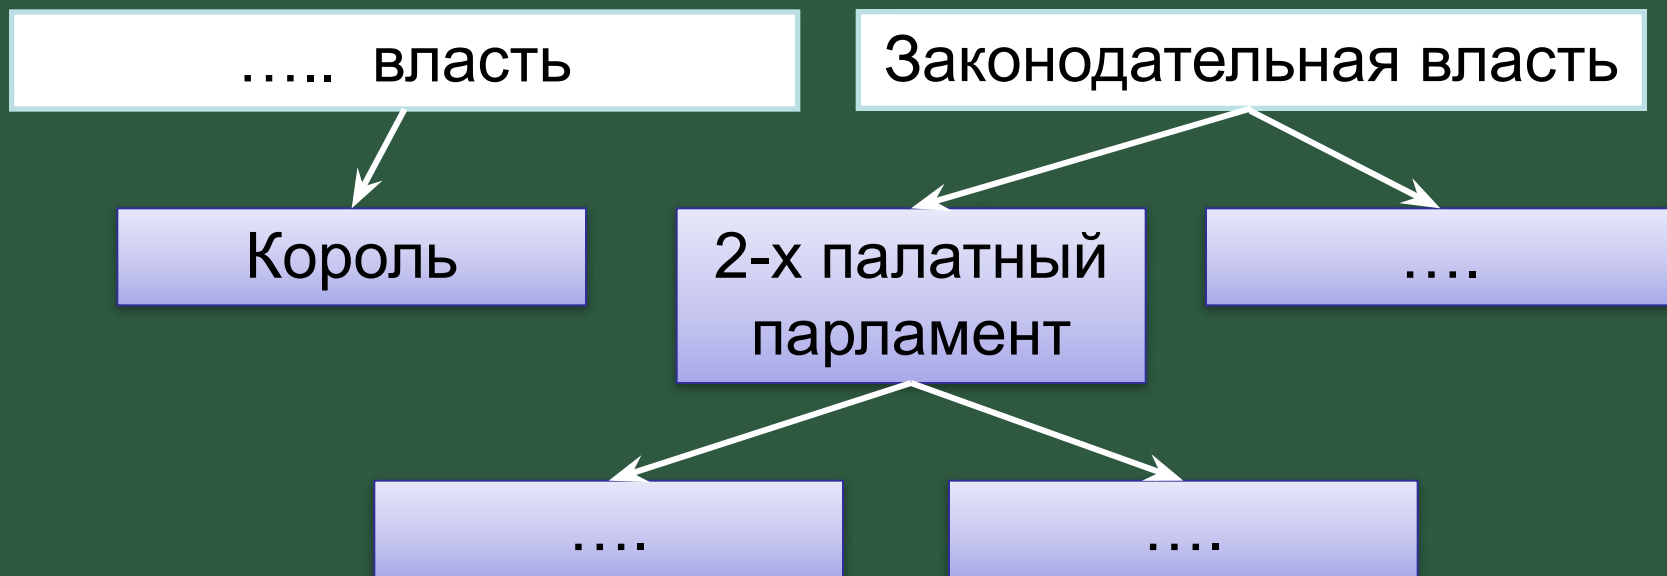 ….. власть
Законодательная власть
Король
2-х палатный
парламент
….
….
….